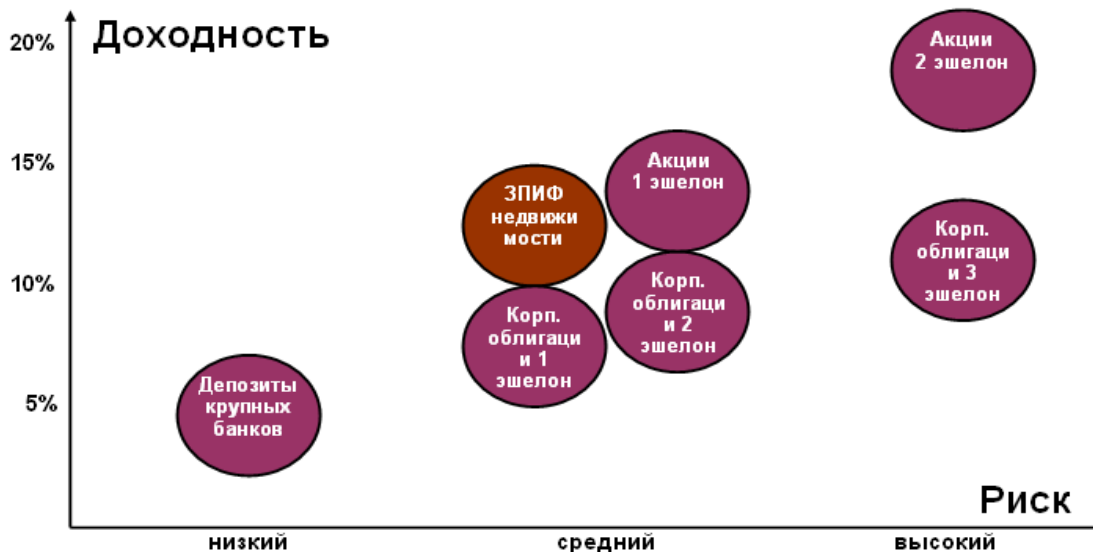 Доходность
20%
15%
10%
5%
Акции
2 эшелон
Акции
1 эшелон
ЗПИФ
недвижи
мости
Корп.
облигаци
и 3
эшелон
Корп.
облигаци
и 2
эшелон
Корп.
облигаци
и 1
эшелон
Депозиты
крупных
банков
Риск
низкий
средний
высокий